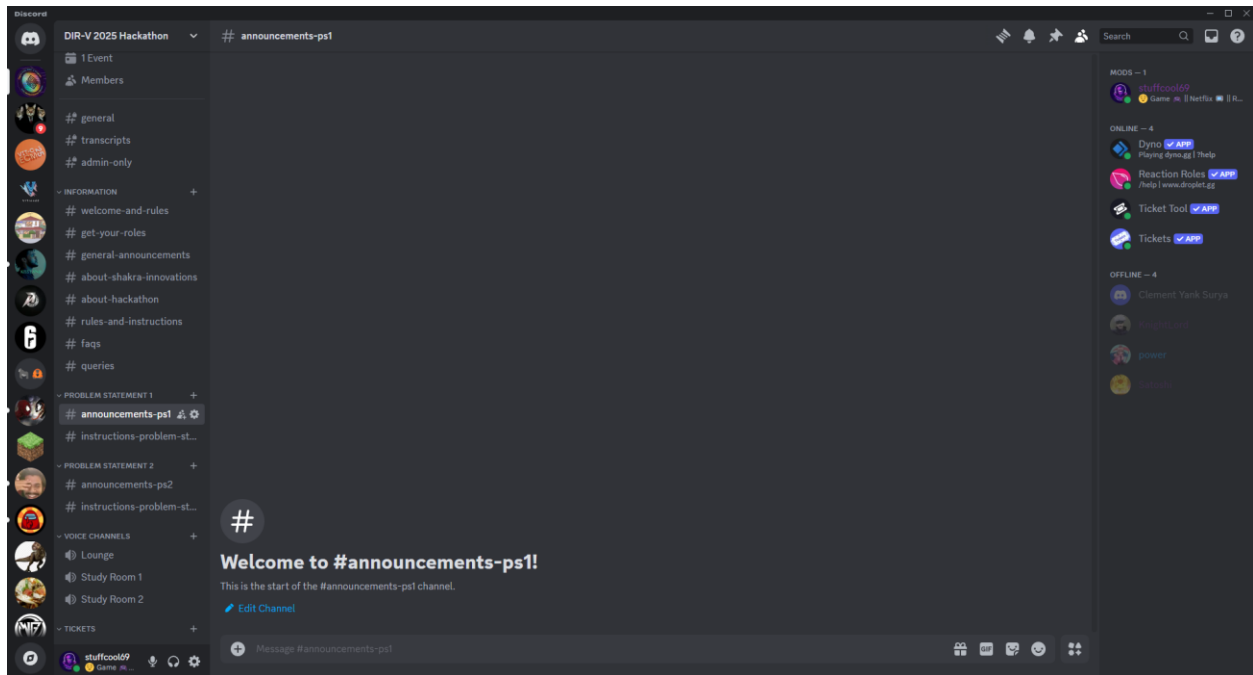 Discord
DIR-V 2025 Hackathon
1 Event
Members
general
transcripts
admin-only
INFORMATION
# welcome-and-rules
# get-your-roles
# general-announcements
# about-shakra-innovations
# about-hackathon
# rules-and-instructions
# faqs
# queries
PROBLEM STATEMENT 1
# announcements-ps1
# instructions-problem-st...
PROBLEM STATEMENT 2
# announcements-ps2
# instructions-problem-st...
VOICE CHANNELS
Lounge
Study Room 1
Study Room 2
TICKETS
stuffcool69
Game
# announcements-ps1
Search
#
Welcome to #announcements-ps1!
This is the start of the #announcements-ps1 channel.
Edit Channel
Message #announcements-ps1
GIF
MODS — 1
stuffcool69
Game || Netflix || R...
ONLINE — 4
Dyno ✓ APP
Playing dyno.gg | ?help
Reaction Roles ✓ APP
/help | www.droplet.gg
Ticket Tool ✓ APP
Tickets ✓ APP
OFFLINE — 4
Clement Yank Surya
power